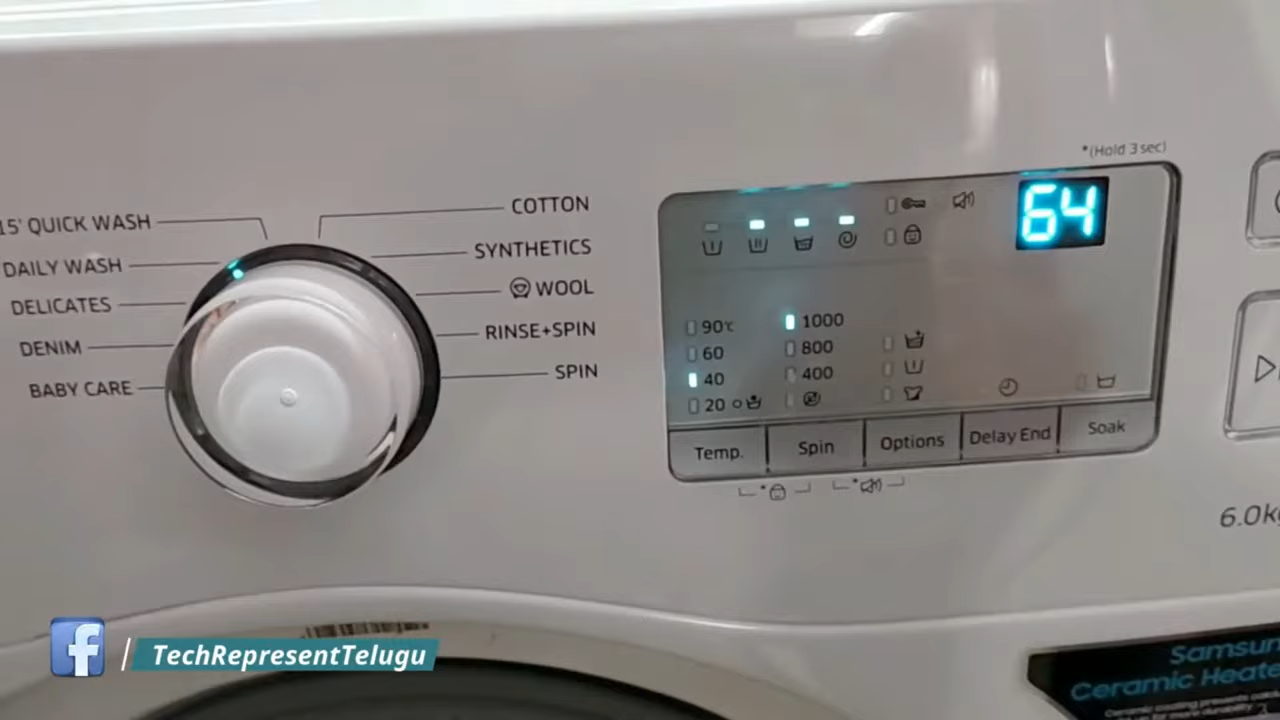 *(Hold 3 sec)
64
15' QUICK WASH
DAILY WASH
DELICATES
DENIM
BABY CARE
COTTON
SYNTHETICS
WOOL
RINSE+SPIN
SPIN
90℃
60
40
20
1000
800
400
Temp.
Spin
Options
Delay End
Soak
6.0k
f
/ TechRepresentTelugu
Samsun
Ceramic Heate